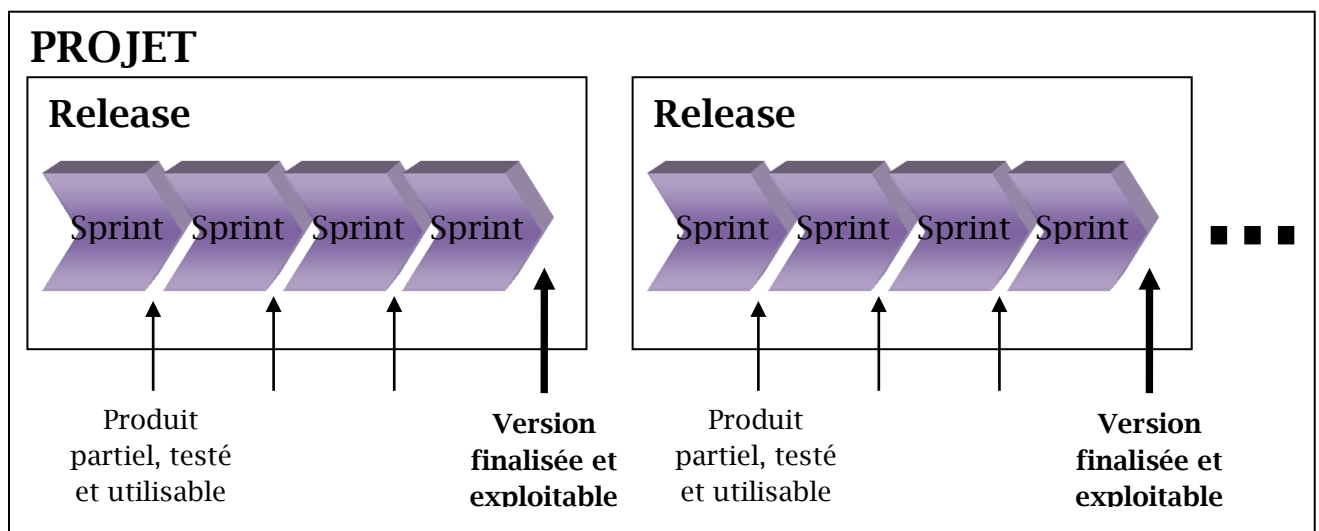 PROJET
Release
Sprint Sprint Sprint Sprint
Produit
partiel, testé
et utilisable
Version
finalisée et
exploitable
Release
Sprint Sprint Sprint Sprint
Produit
partiel, testé
et utilisable
Version
finalisée et
exploitable